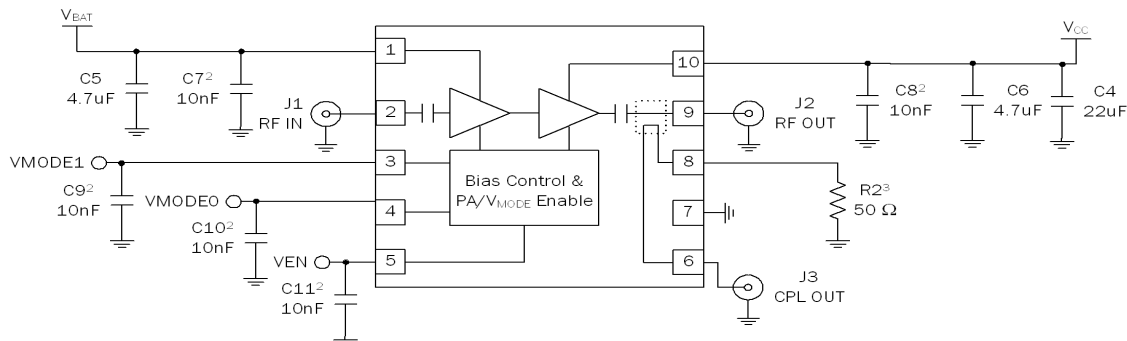 VBAT
VCC
1
10
C5
4.7uF
C7²
10nF
C8²
10nF
C6
4.7uF
C4
22uF
J1
RF IN
2
9
J2
RF OUT
VMODE1
3
8
C9²
10nF
Bias Control &
PA/VMODE Enable
R2³
50 Ω
VMODE0
4
7
C10²
10nF
VEN
5
6
J3
CPL OUT
C11²
10nF